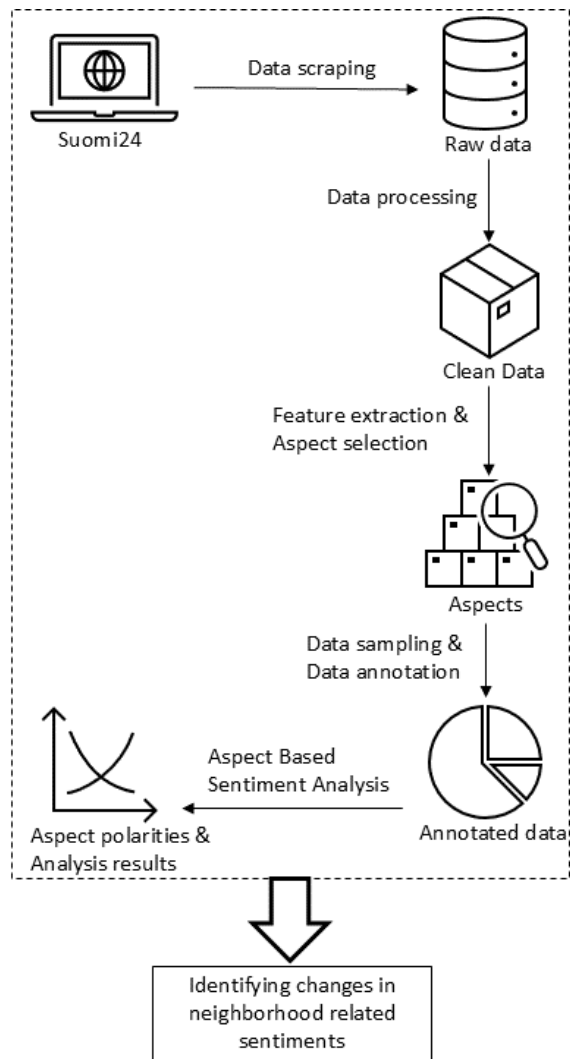 Data scraping
Suomi24
Raw data
Data processing
Clean Data
Feature extraction &
Aspect selection
Aspects
Data sampling &
Data annotation
Aspect Based
Sentiment Analysis
Annotated data
Aspect polarities &
Analysis results
Identifying changes in
neighborhood related
sentiments